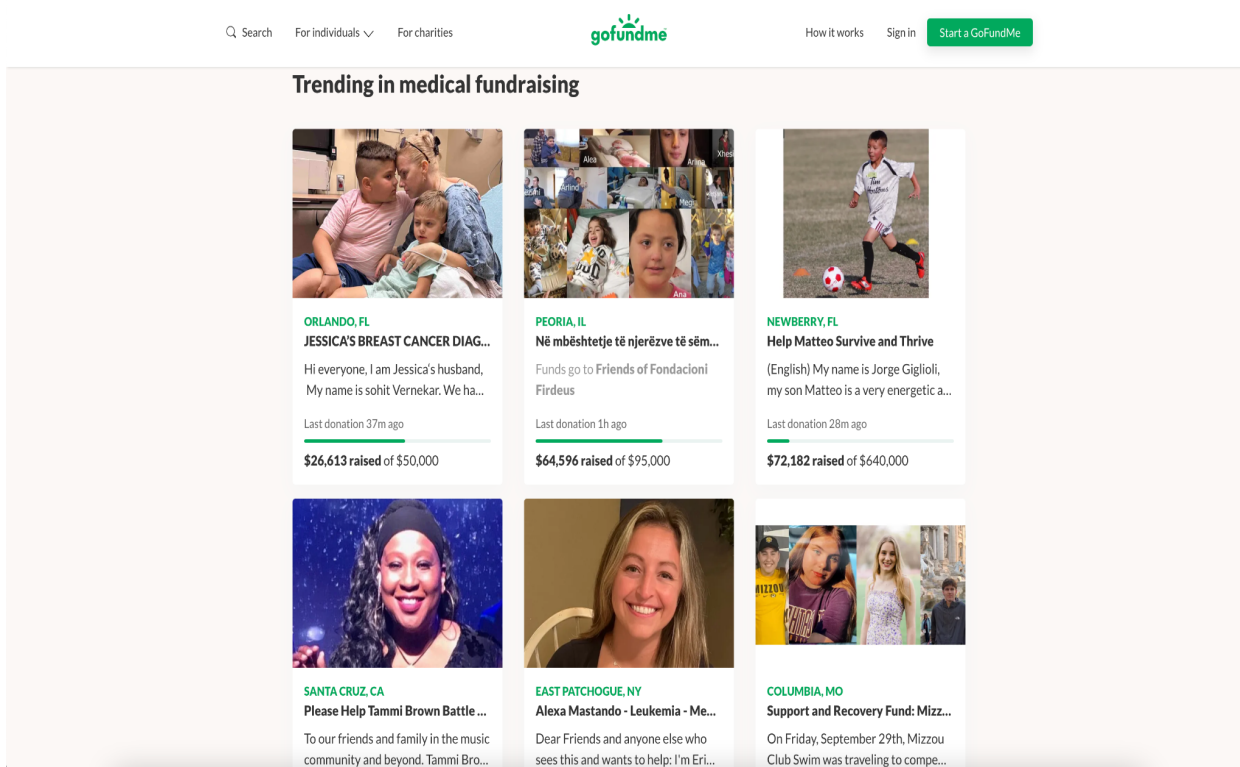 Search
For individuals
For charities
gofundme
How it works
Sign in
Start a GoFundMe
Trending in medical fundraising
Alea
Arlina
Xhesi
Arlind
Megi
Ana
MIZZOU
ORLANDO, FL
JESSICA'S BREAST CANCER DIAG...
Hi everyone, I am Jessica's husband,
My name is sohit Vernekar. We ha...
Last donation 37m ago
$26,613 raised of $50,000
PEORIA, IL
Në mbështetje të njerëzve të sëm...
Funds go to Friends of Fondacioni
Firdeus
Last donation 1h ago
$64,596 raised of $95,000
NEWBERRY, FL
Help Matteo Survive and Thrive
(English) My name is Jorge Giglioli,
my son Matteo is a very energetic a...
Last donation 28m ago
$72,182 raised of $640,000
SANTA CRUZ, CA
Please Help Tammi Brown Battle ...
To our friends and family in the music
community and beyond. Tammi Bro...
EAST PATCHOGUE, NY
Alexa Mastando - Leukemia - Me...
Dear Friends and anyone else who
sees this and wants to help: I'm Eri...
COLUMBIA, MO
Support and Recovery Fund: Mizz...
On Friday, September 29th, Mizzou
Club Swim was traveling to compe...